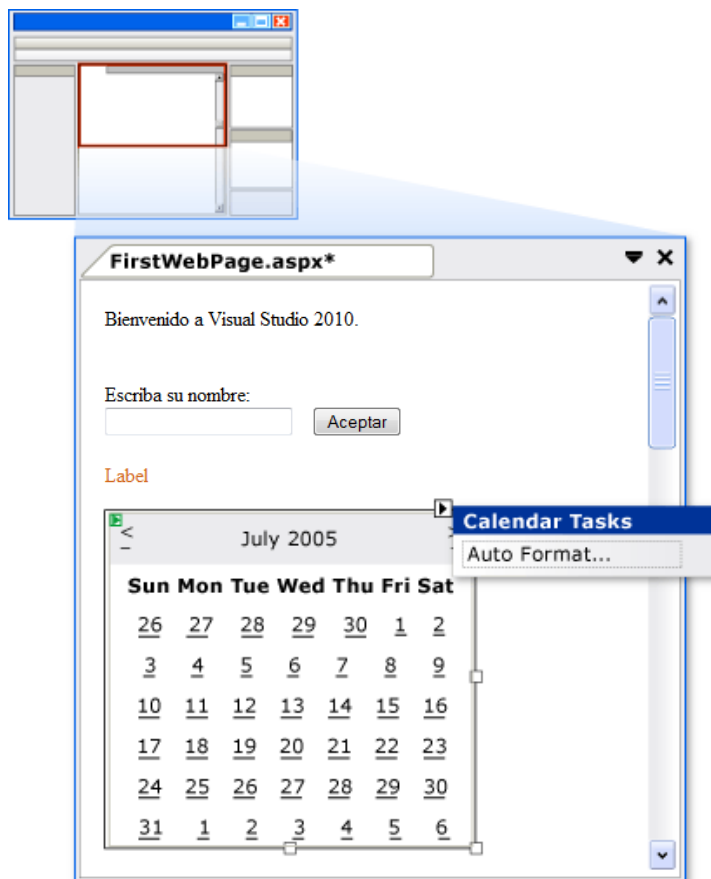 FirstWebPage.aspx*
Bienvenido a Visual Studio 2010.
Escriba su nombre:
Aceptar
Label
< July 2005 >
Calendar Tasks
Auto Format...
Sun Mon Tue Wed Thu Fri Sat
26 27 28 29 30 1 2
3 4 5 6 7 8 9
10 11 12 13 14 15 16
17 18 19 20 21 22 23
24 25 26 27 28 29 30
31 1 2 3 4 5 6